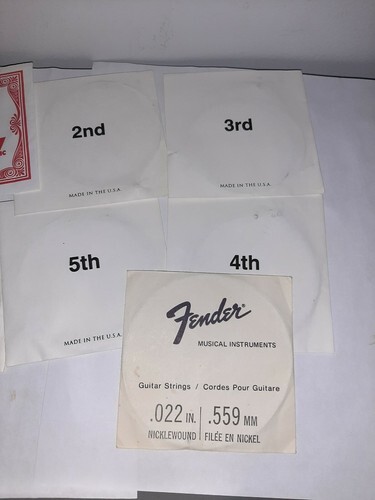 2nd
MADE IN THE U.S.A.
3rd
MADE IN THE U.S.A.
5th
MADE IN THE U.S.A.
4th
Fender®
MUSICAL INSTRUMENTS
Guitar Strings / Cordes Pour Guitare
.022 IN. .559 MM
NICKLEWOUND FILÉE EN NICKEL